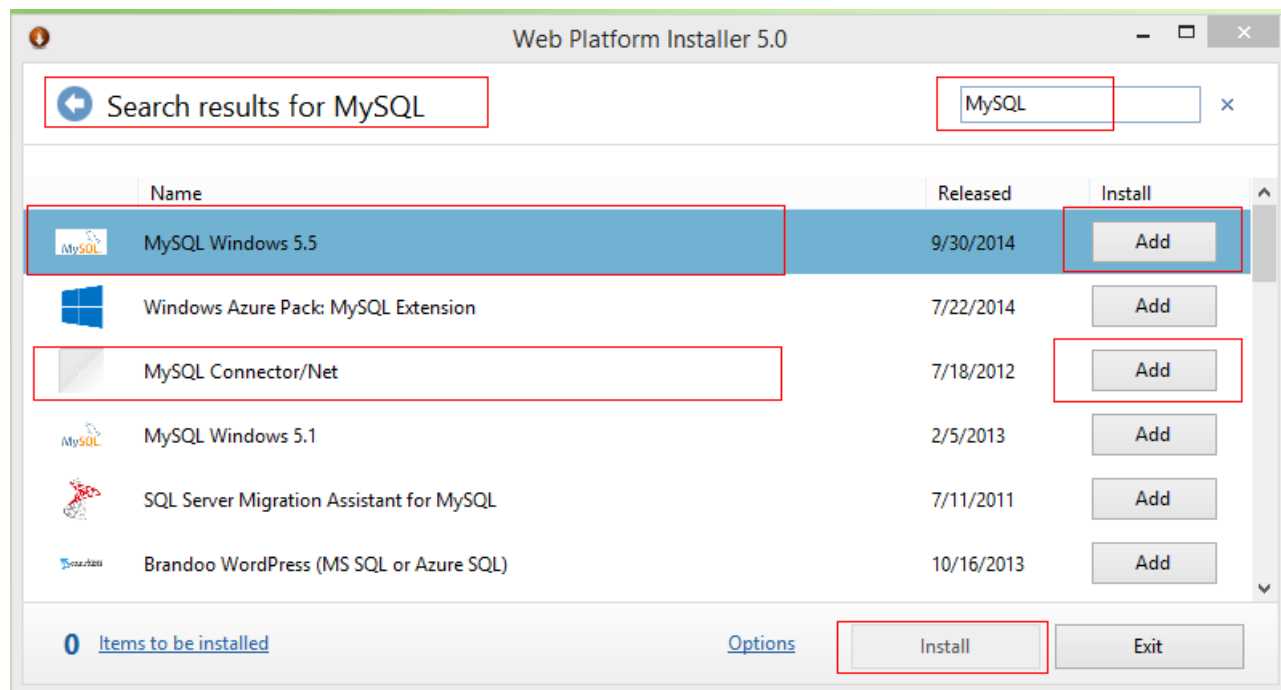 Web Platform Installer 5.0
Search results for MySQL
MySQL
Name Released Install
MySQL MySQL Windows 5.5 9/30/2014 Add
Windows Azure Pack: MySQL Extension 7/22/2014 Add
MySQL Connector/Net 7/18/2012 Add
MySQL MySQL Windows 5.1 2/5/2013 Add
SQL Server Migration Assistant for MySQL 7/11/2011 Add
Brandoo WordPress (MS SQL or Azure SQL) 10/16/2013 Add
0 Items to be installed Options Install Exit